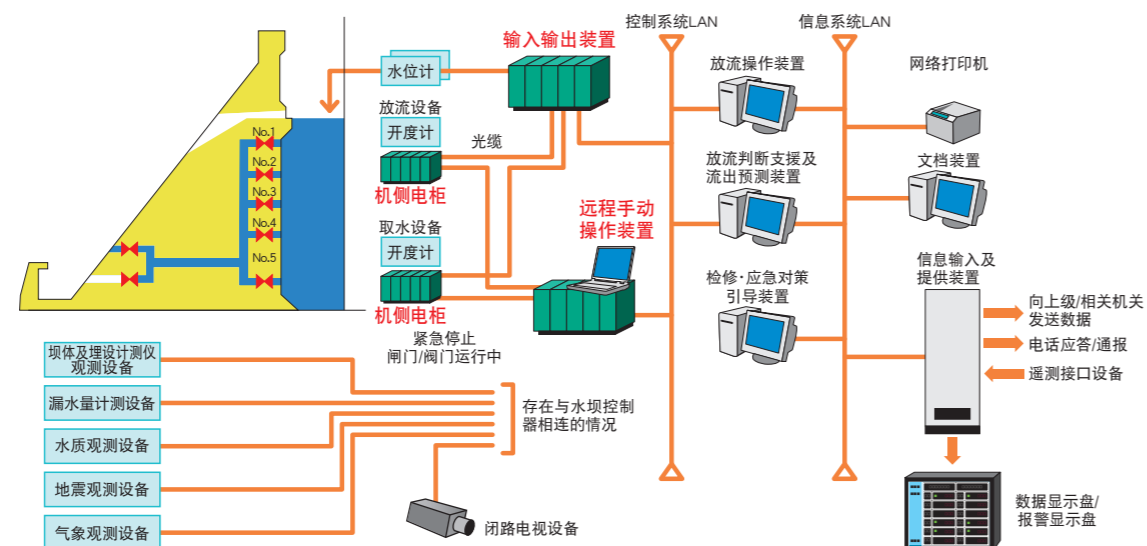 控制系统LAN
信息系统LAN
输入输出装置
水位计
放流操作装置
网络打印机
放流设备
开度计
光缆
No.1
No.2
No.3
No.4
No.5
机侧电柜
放流判断支援及
流出预测装置
文档装置
远程手动
操作装置
取水设备
开度计
机侧电柜
检修·应急对策
引导装置
信息输入及
提供装置
向上级/相关机关
发送数据
电话应答/通报
遥测接口设备
紧急停止
闸门/阀门运行中
坝体及埋设计测仪
观测设备
漏水量计测设备
水质观测设备
地震观测设备
气象观测设备
存在与水坝控制
器相连的情况
闭路电视设备
数据显示盘/
报警显示盘